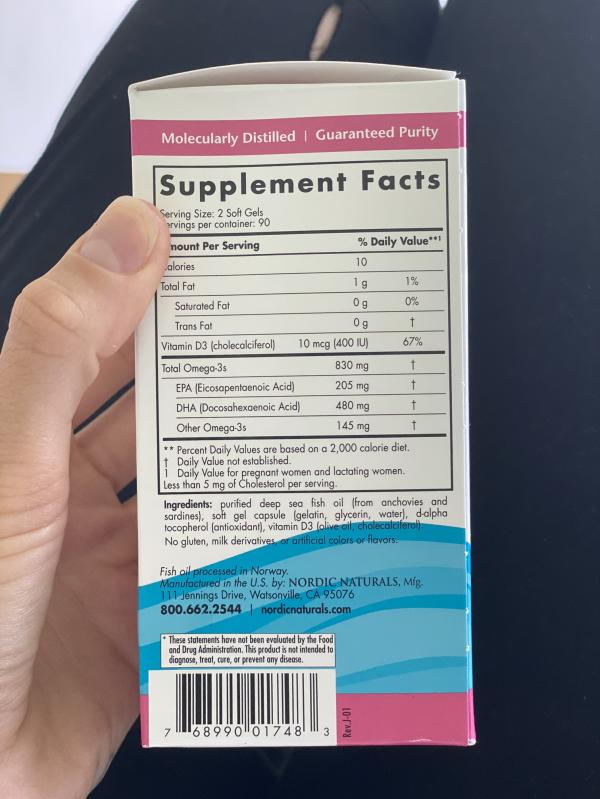 Molecularly Distilled | Guaranteed Purity
Supplement Facts
Serving Size: 2 Soft Gels
ervings per container: 90
mount Per Serving % Daily Value**¹
alories 10
Total Fat 1 g 1%
Saturated Fat 0 g 0%
Trans Fat 0 g †
Vitamin D3 (cholecalciferol) 10 mcg (400 IU) 67%
Total Omega-3s 830 mg †
EPA (Eicosapentaenoic Acid) 205 mg †
DHA (Docosahexaenoic Acid) 480 mg †
Other Omega-3s 145 mg †
** Percent Daily Values are based on a 2,000 calorie diet.
† Daily Value not established.
1 Daily Value for pregnant women and lactating women.
Less than 5 mg of Cholesterol per serving.
Ingredients: purified deep sea fish oil (from anchovies and
sardines), soft gel capsule (gelatin, glycerin, water), d-alpha
tocopherol (antioxidant), vitamin D3 (olive oil, cholecalciferol).
No gluten, milk derivatives, or artificial colors or flavors.
Fish oil processed in Norway.
Manufactured in the U.S. by: NORDIC NATURALS, Mfg.
111 Jennings Drive, Watsonville, CA 95076
800.662.2544 | nordicnaturals.com
* These statements have not been evaluated by the Food
and Drug Administration. This product is not intended to
diagnose, treat, cure, or prevent any disease.
7 68990 01748 3
Rev.J-01